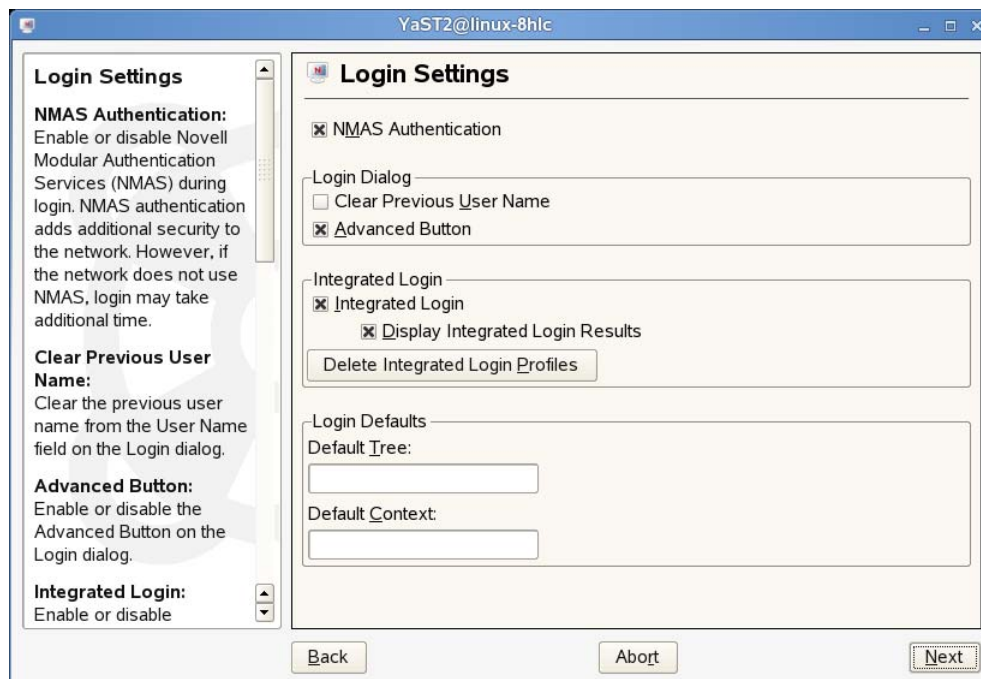 YaST2@linux-8hlc
Login Settings
NMAS Authentication:
Enable or disable Novell
Modular Authentication
Services (NMAS) during
login. NMAS authentication
adds additional security to
the network. However, if
the network does not use
NMAS, login may take
additional time.
Clear Previous User
Name:
Clear the previous user
name from the User Name
field on the Login dialog.
Advanced Button:
Enable or disable the
Advanced Button on the
Login dialog.
Integrated Login:
Enable or disable
Login Settings
NMAS Authentication
Login Dialog
Clear Previous User Name
Advanced Button
Integrated Login
Integrated Login
Display Integrated Login Results
Delete Integrated Login Profiles
Login Defaults
Default Tree:
Default Context:
Back
Abort
Next